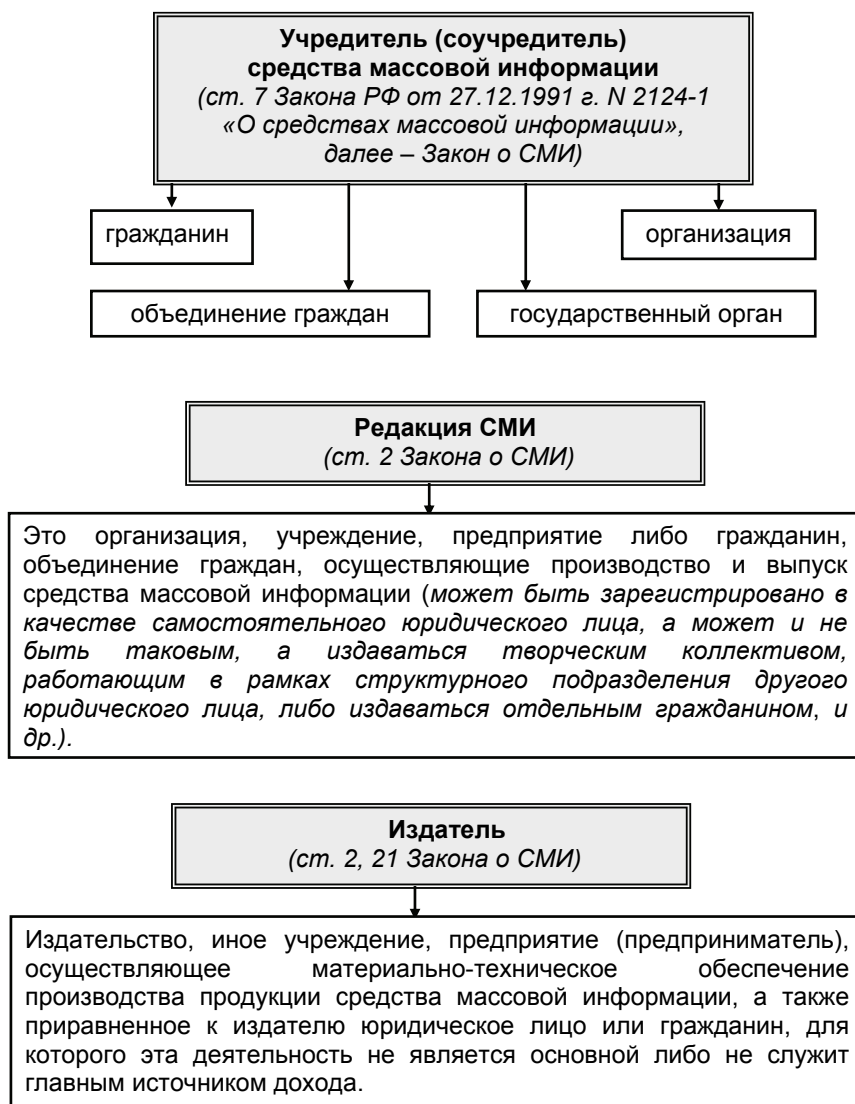 Учредитель (соучредитель)
средства массовой информации
(ст. 7 Закона РФ от 27.12.1991 г. N 2124-1
«О средствах массовой информации»,
далее – Закон о СМИ)
гражданин
организация
объединение граждан
государственный орган
Редакция СМИ
(ст. 2 Закона о СМИ)
Это организация, учреждение, предприятие либо гражданин,
объединение граждан, осуществляющие производство и выпуск
средства массовой информации (может быть зарегистрировано в
качестве самостоятельного юридического лица, а может и не
быть таковым, а издаваться творческим коллективом,
работающим в рамках структурного подразделения другого
юридического лица, либо издаваться отдельным гражданином, и
др.).
Издатель
(ст. 2, 21 Закона о СМИ)
Издательство, иное учреждение, предприятие (предприниматель),
осуществляющее материально-техническое обеспечение
производства продукции средства массовой информации, а также
приравненное к издателю юридическое лицо или гражданин, для
которого эта деятельность не является основной либо не служит
главным источником дохода.